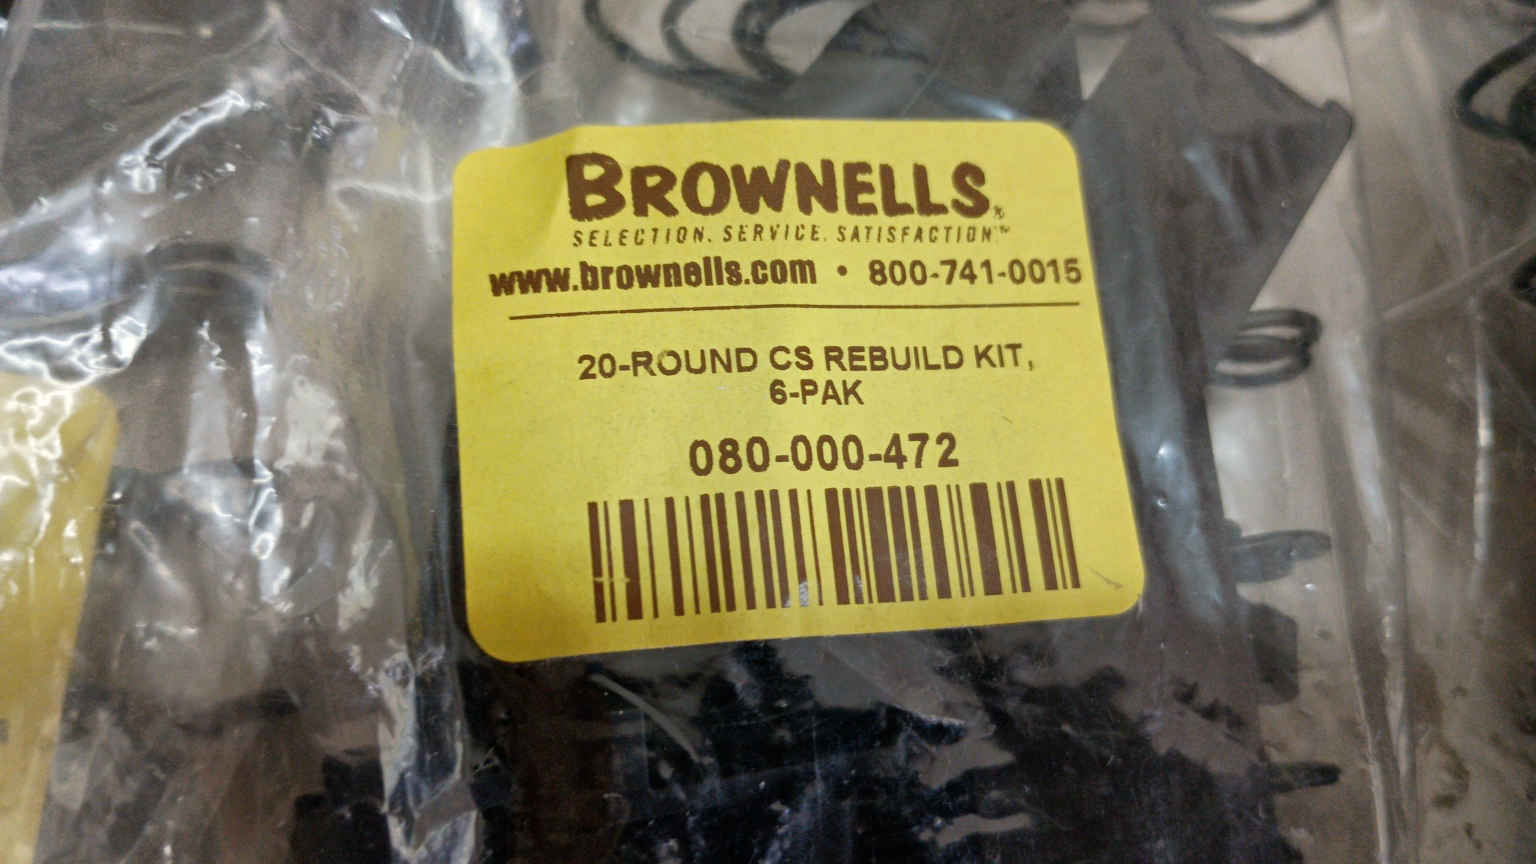 BROWNELLS®
SELECTION. SERVICE. SATISFACTION™
www.brownells.com • 800-741-0015
20-ROUND CS REBUILD KIT,
6-PAK
080-000-472